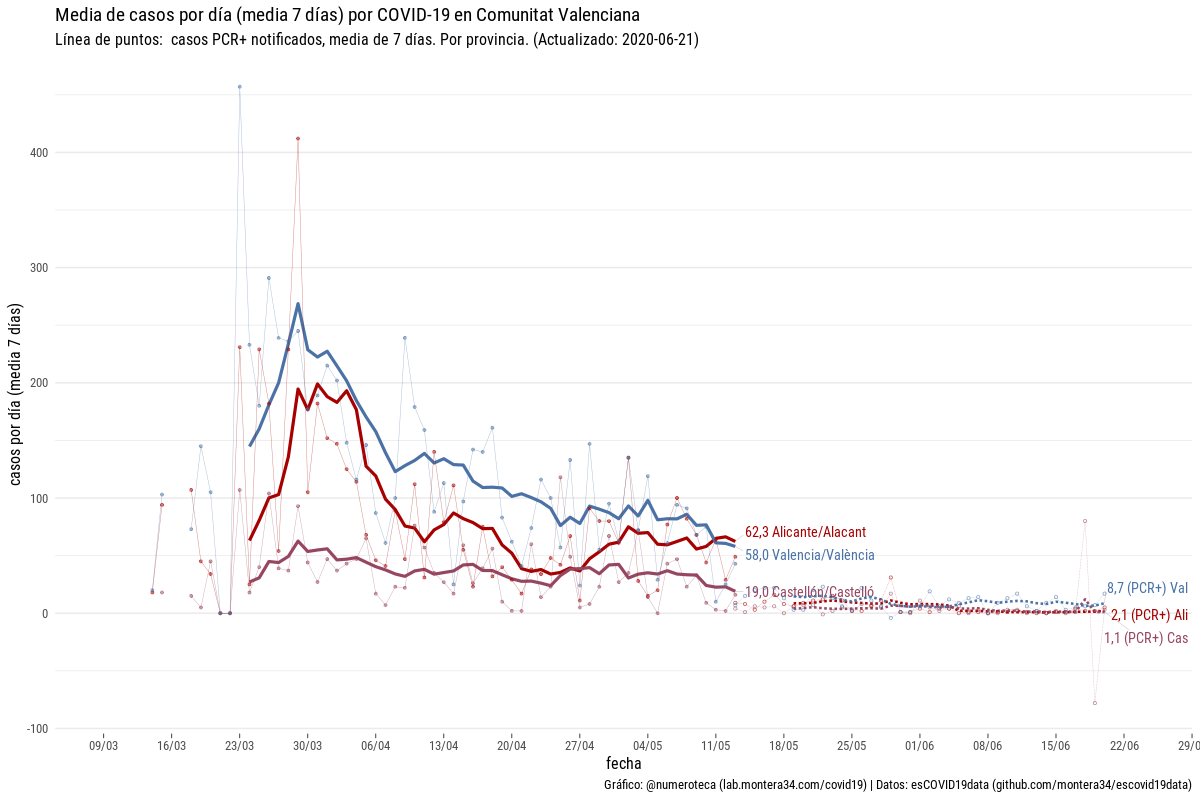 Media de casos por día (media 7 días) por COVID-19 en Comunitat Valenciana
Línea de puntos:  casos PCR+ notificados, media de 7 días. Por provincia. (Actualizado: 2020-06-21)
casos por día (media 7 días)
400
300
200
100
0
-100
62,3 Alicante/Alacant
58,0 Valencia/València
19,0 Castellón/Castelló
8,7 (PCR+) Val
2,1 (PCR+) Ali
1,1 (PCR+) Cas
09/03 16/03 23/03 30/03 06/04 13/04 20/04 27/04 04/05 11/05 18/05 25/05 01/06 08/06 15/06 22/06 29/0
fecha
Gráfico: @numeroteca (lab.montera34.com/covid19) | Datos: esCOVID19data (github.com/montera34/escovid19data)